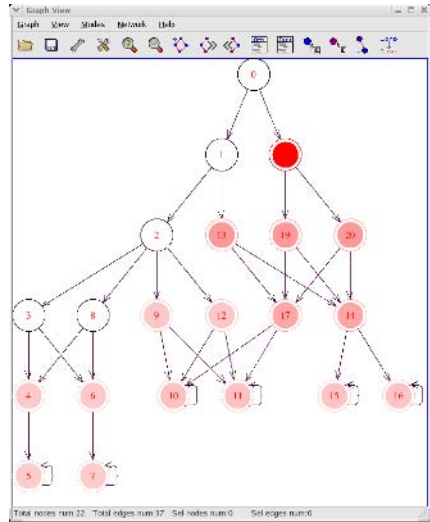 Graph View
Graph View Modes Network Help
0
1
13 19 20
2
3 8 9 12 17 14
4 6 10 11 15 16
5 7
Total nodes num:22 Total edges num:37 Sel nodes num:0 Sel edges num:0